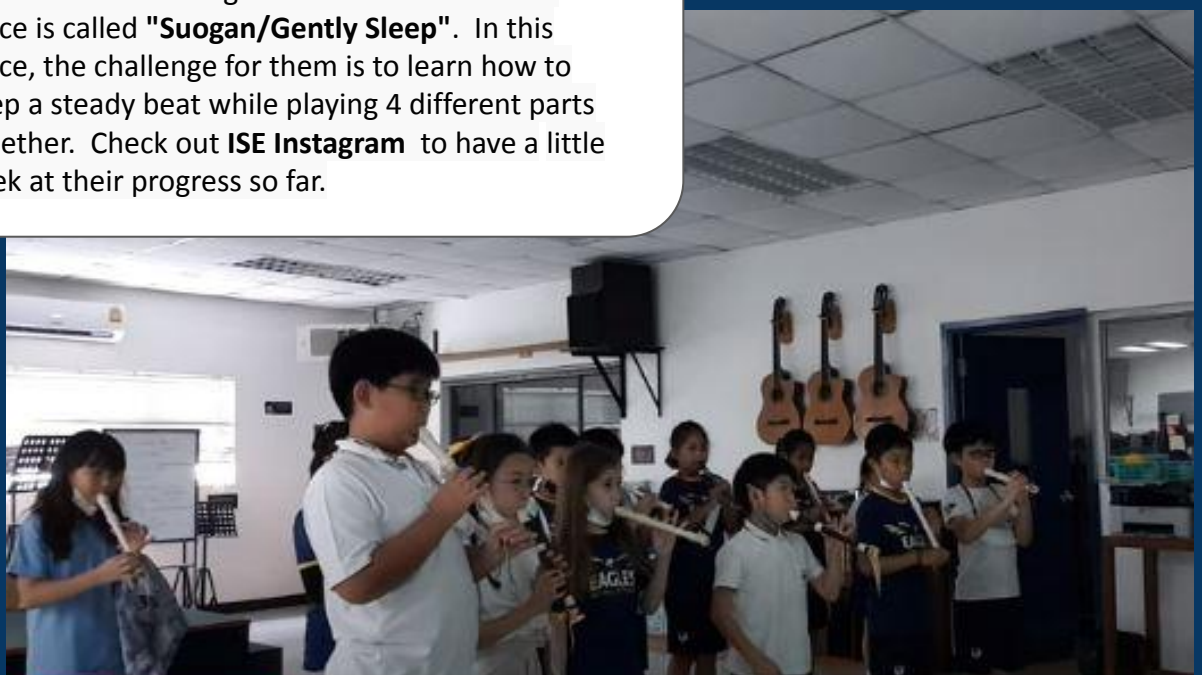 ce is called "Suogan/Gently Sleep". In this
ce, the challenge for them is to learn how to
ep a steady beat while playing 4 different parts
ether. Check out ISE Instagram to have a little
ek at their progress so far.
EAGLES